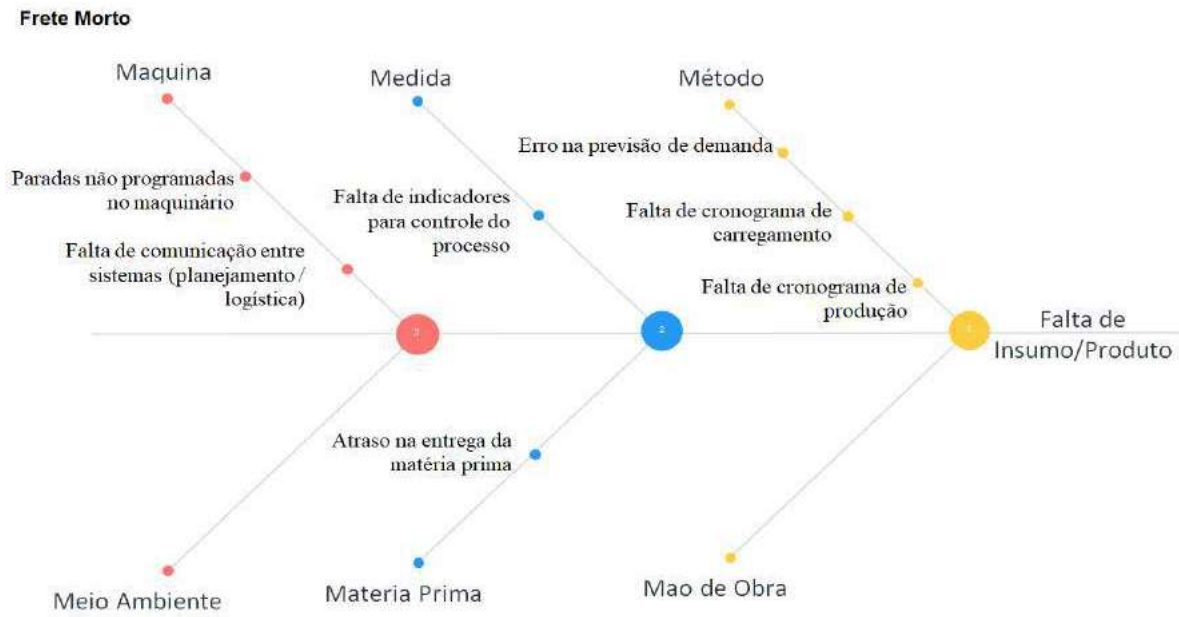 Frete Morto
Maquina
Medida
Método
Erro na previsão de demanda
Paradas não programadas
no maquinário
Falta de indicadores
para controle do
processo
Falta de cronograma de
carregamento
Falta de comunicação entre
sistemas (planejamento /
logística)
Falta de cronograma de
produção
2
Falta de
Insumo/Produto
Atraso na entrega da
matéria prima
Meio Ambiente
Materia Prima
Mao de Obra